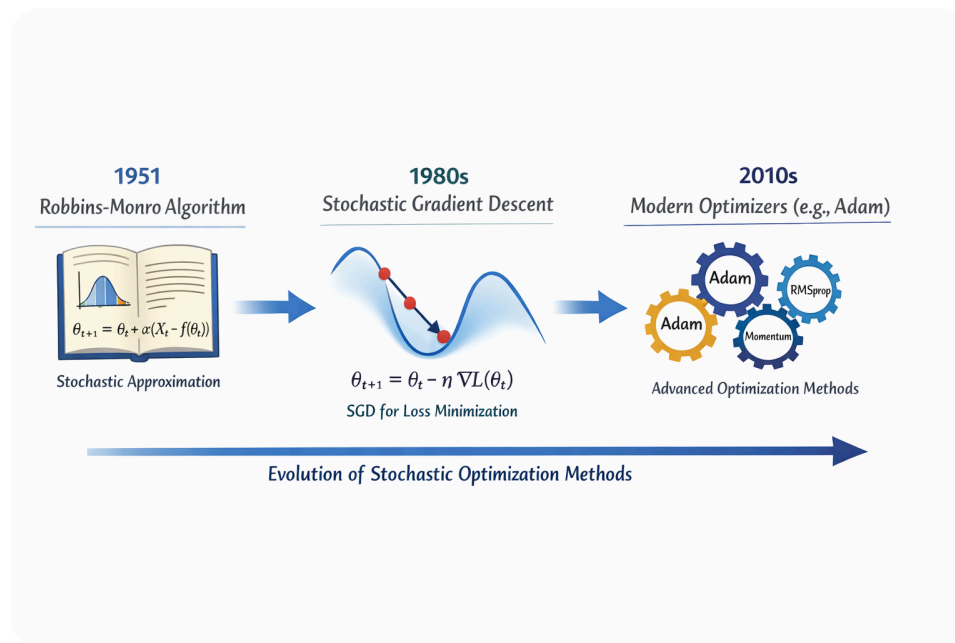 1951
Robbins-Monro Algorithm
θₜ₊₁ = θₜ + α(Xₜ - f(θₜ))
Stochastic Approximation
1980s
Stochastic Gradient Descent
θₜ₊₁ = θₜ - η ∇L(θₜ)
SGD for Loss Minimization
2010s
Modern Optimizers (e.g., Adam)
Adam
RMSprop
Adam
Momentum
Advanced Optimization Methods
Evolution of Stochastic Optimization Methods